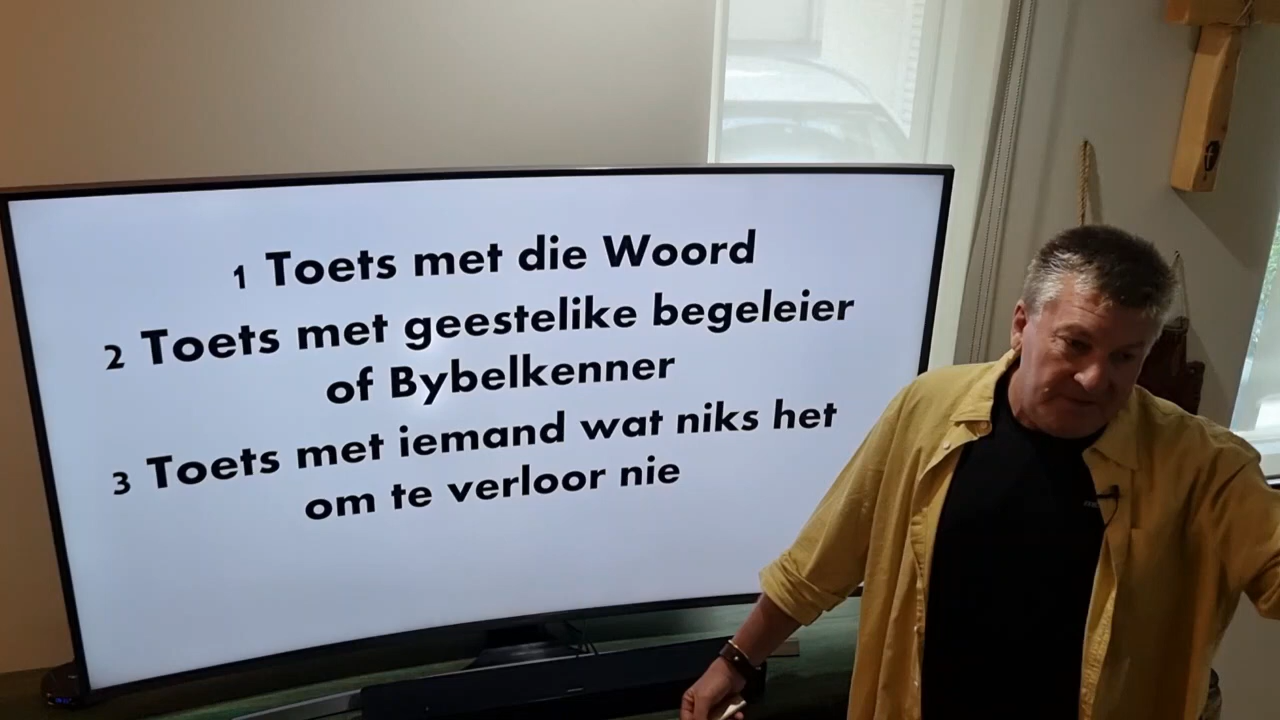 1 Toets met die Woord
2 Toets met geestelike begeleier
of Bybelkenner
3 Toets met iemand wat niks het
om te verloor nie